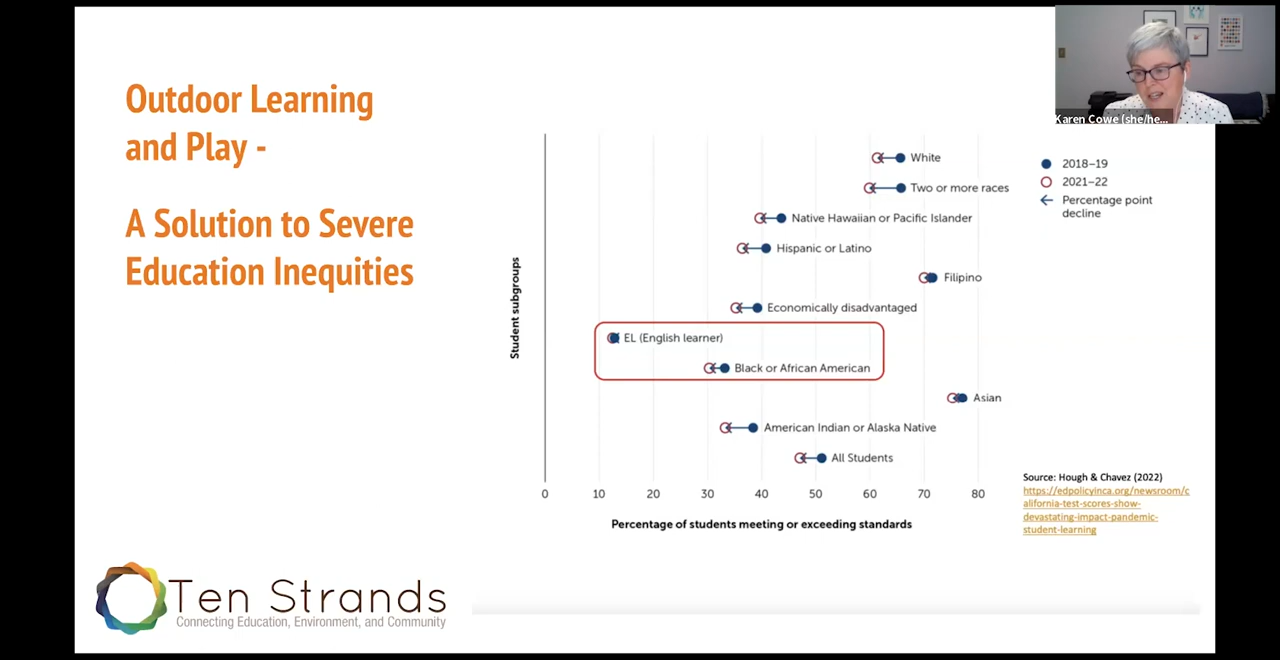 Outdoor Learning
and Play -
A Solution to Severe
Education Inequities
Karen Cowe (she/he...
White
Two or more races
Native Hawaiian or Pacific Islander
Hispanic or Latino
Filipino
Economically disadvantaged
EL (English learner)
Black or African American
Asian
American Indian or Alaska Native
All Students
Student subgroups
0 10 20 30 40 50 60 70 80
Percentage of students meeting or exceeding standards
2018–19
2021–22
Percentage point
decline
Source: Hough & Chavez (2022)
https://edpolicyinca.org/newsroom/c
alifornia-test-scores-show-
devastating-impact-pandemic-
student-learning
Ten Strands
Connecting Education, Environment, and Community